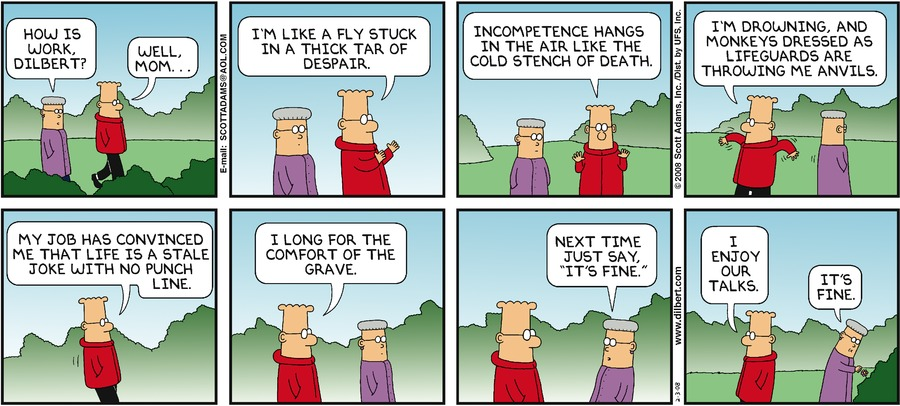 HOW IS
WORK,
DILBERT?
WELL,
MOM...
E-mail: SCOTTADAMS@AOL.COM
I'M LIKE A FLY STUCK
IN A THICK TAR OF
DESPAIR.
INCOMPETENCE HANGS
IN THE AIR LIKE THE
COLD STENCH OF DEATH.
© 2008 Scott Adams, Inc./Dist. by UFS, Inc.
I'M DROWNING, AND
MONKEYS DRESSED AS
LIFEGUARDS ARE
THROWING ME ANVILS.
MY JOB HAS CONVINCED
ME THAT LIFE IS A STALE
JOKE WITH NO PUNCH
LINE.
I LONG FOR THE
COMFORT OF THE
GRAVE.
NEXT TIME
JUST SAY,
"IT'S FINE."
www.dilbert.com
2-3-08
I
ENJOY
OUR
TALKS.
IT'S
FINE.